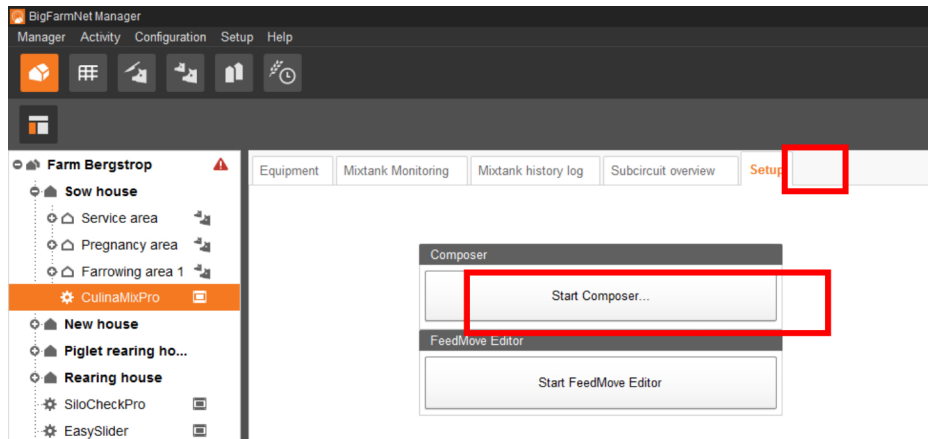 BigFarmNet Manager
Manager Activity Configuration Setup Help
Farm Bergstrop
Sow house
Service area
Pregnancy area
Farrowing area 1
CulinaMixPro
New house
Piglet rearing ho...
Rearing house
SiloCheckPro
EasySlider
Equipment Mixtank Monitoring Mixtank history log Subcircuit overview Setup
Composer
Start Composer...
FeedMove Editor
Start FeedMove Editor